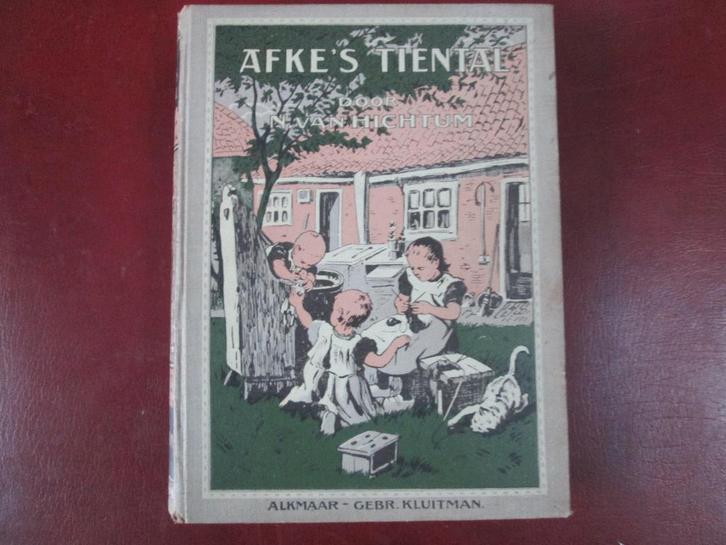 AFKE'S TIENTAL
DOOR
N. VAN HICHTUM
ALKMAAR - GEBR. KLUITMAN.